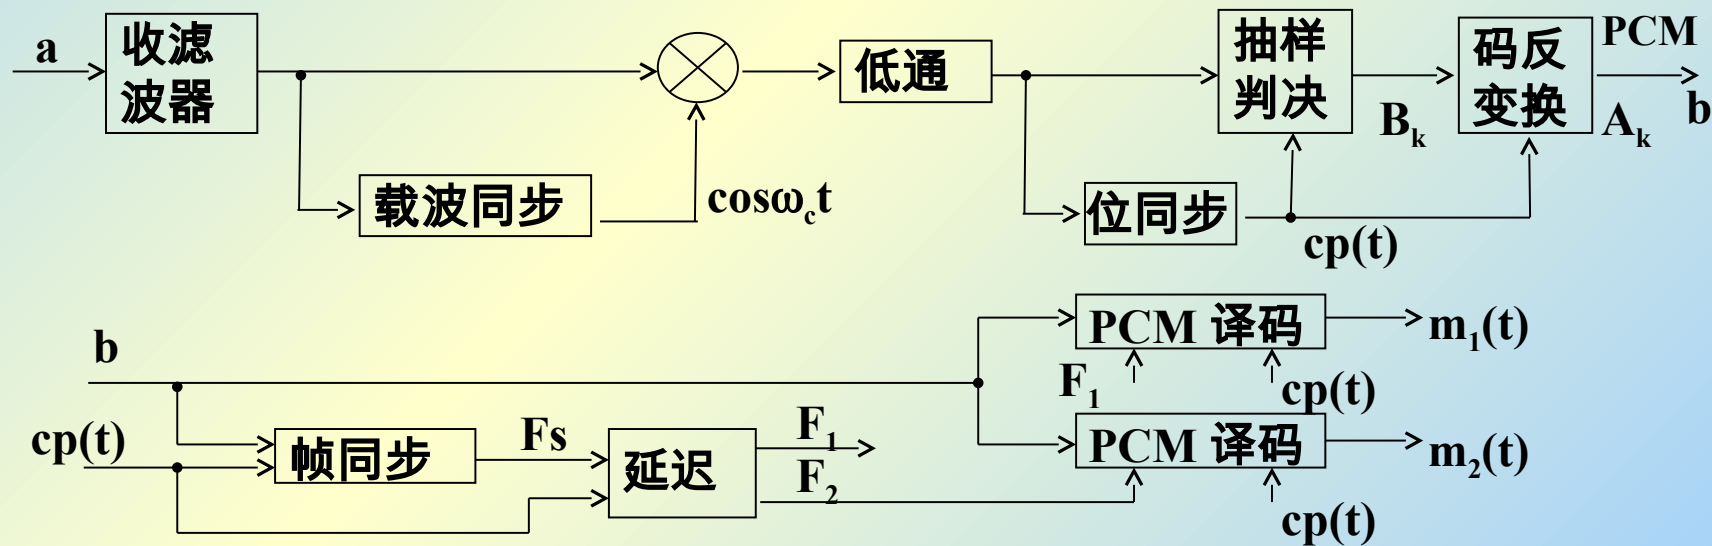 a
收滤
波器
载波同步
cosω_c t
低通
位同步
cp(t)
抽样
判决
B_k
码反
变换
PCM
A_k
b
b
cp(t)
帧同步
Fs
延迟
F_1
F_2
PCM 译码
m_1(t)
F_1
cp(t)
PCM 译码
m_2(t)
cp(t)